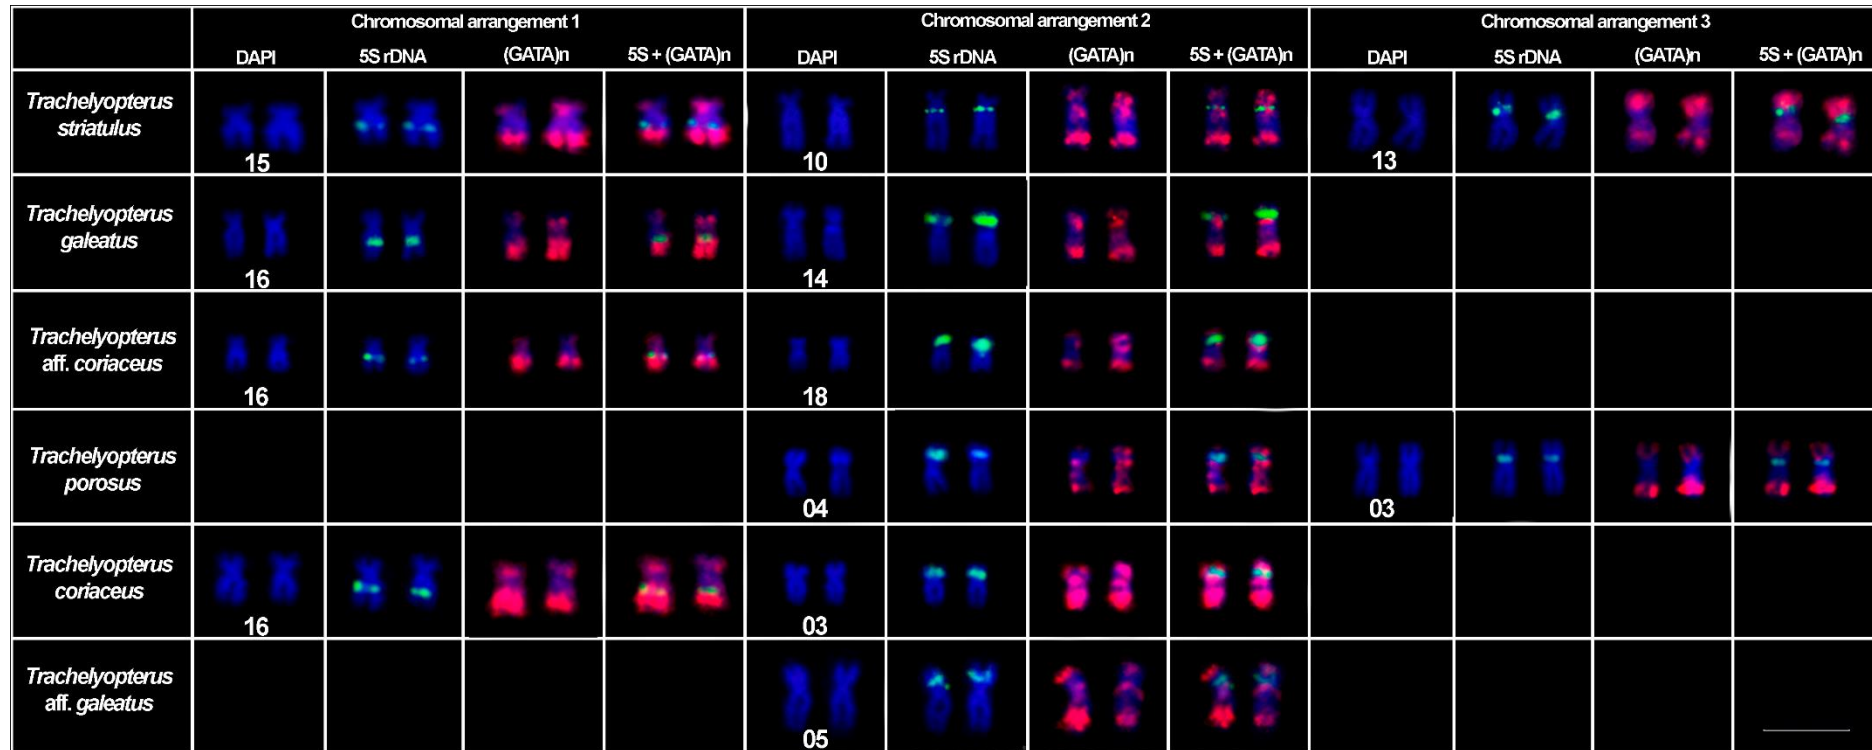 Chromosomal arrangement 1 Chromosomal arrangement 2 Chromosomal arrangement 3
DAPI 5S rDNA (GATA)n 5S + (GATA)n DAPI 5S rDNA (GATA)n 5S + (GATA)n DAPI 5S rDNA (GATA)n 5S + (GATA)n
Trachelyopterus
striatulus
15 10 13
Trachelyopterus
galeatus
16 14
Trachelyopterus
aff. coriaceus
16 18
Trachelyopterus
porosus
04 03
Trachelyopterus
coriaceus
16 03
Trachelyopterus
aff. galeatus
05